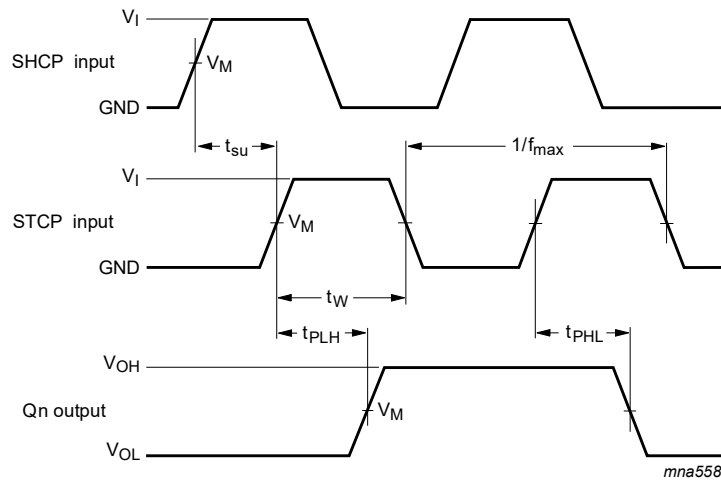 VI
SHCP input
VM
GND
tsu
1/fmax
VI
STCP input
VM
GND
tW
tPLH
tPHL
VOH
Qn output
VM
VOL
mna558